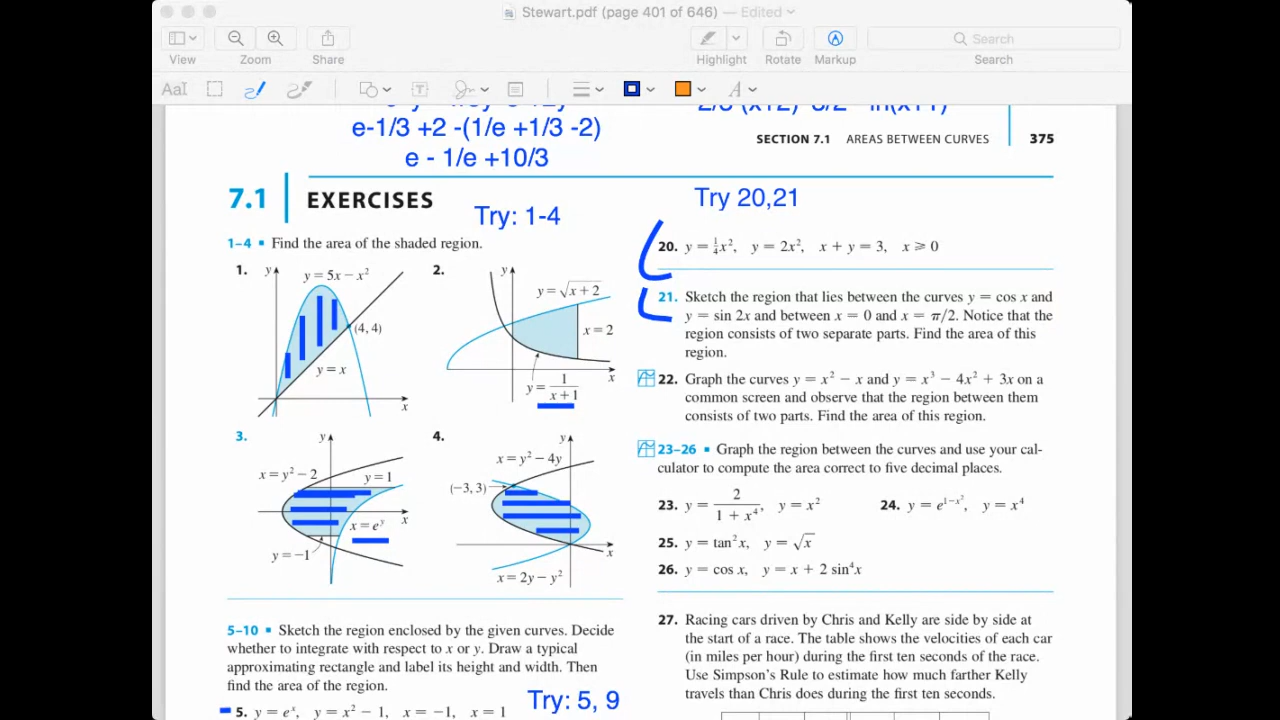 Stewart.pdf (page 401 of 646) — Edited
View
Zoom
Share
Highlight
Rotate
Markup
Search
Search
AaI
T
A
e-1/3 +2 -(1/e +1/3 -2)
e - 1/e +10/3
SECTION 7.1 AREAS BETWEEN CURVES 375
7.1 EXERCISES
Try: 1-4
1–4 ▪ Find the area of the shaded region.
1.
y
y = 5x − x²
(4, 4)
y = x
x
2.
y
y = √x + 2
x = 2
x
y = 1/(x + 1)
3.
y
x = y² − 2
y = 1
x
x = eʸ
y = −1
4.
y
x = y² − 4y
(−3, 3)
x
x = 2y − y²
5–10 ▪ Sketch the region enclosed by the given curves. Decide
whether to integrate with respect to x or y. Draw a typical
approximating rectangle and label its height and width. Then
find the area of the region.
Try: 5, 9
5. y = eˣ, y = x² − 1, x = −1, x = 1
Try 20,21
20. y = ¼x², y = 2x², x + y = 3, x ⩾ 0
21. Sketch the region that lies between the curves y = cos x and
y = sin 2x and between x = 0 and x = π/2. Notice that the
region consists of two separate parts. Find the area of this
region.
22. Graph the curves y = x² − x and y = x³ − 4x² + 3x on a
common screen and observe that the region between them
consists of two parts. Find the area of this region.
23–26 ▪ Graph the region between the curves and use your cal-
culator to compute the area correct to five decimal places.
23. y = 2/(1 + x⁴), y = x²
24. y = e^(1−x²), y = x⁴
25. y = tan²x, y = √x
26. y = cos x, y = x + 2 sin⁴x
27. Racing cars driven by Chris and Kelly are side by side at
the start of a race. The table shows the velocities of each car
(in miles per hour) during the first ten seconds of the race.
Use Simpson's Rule to estimate how much farther Kelly
travels than Chris does during the first ten seconds.